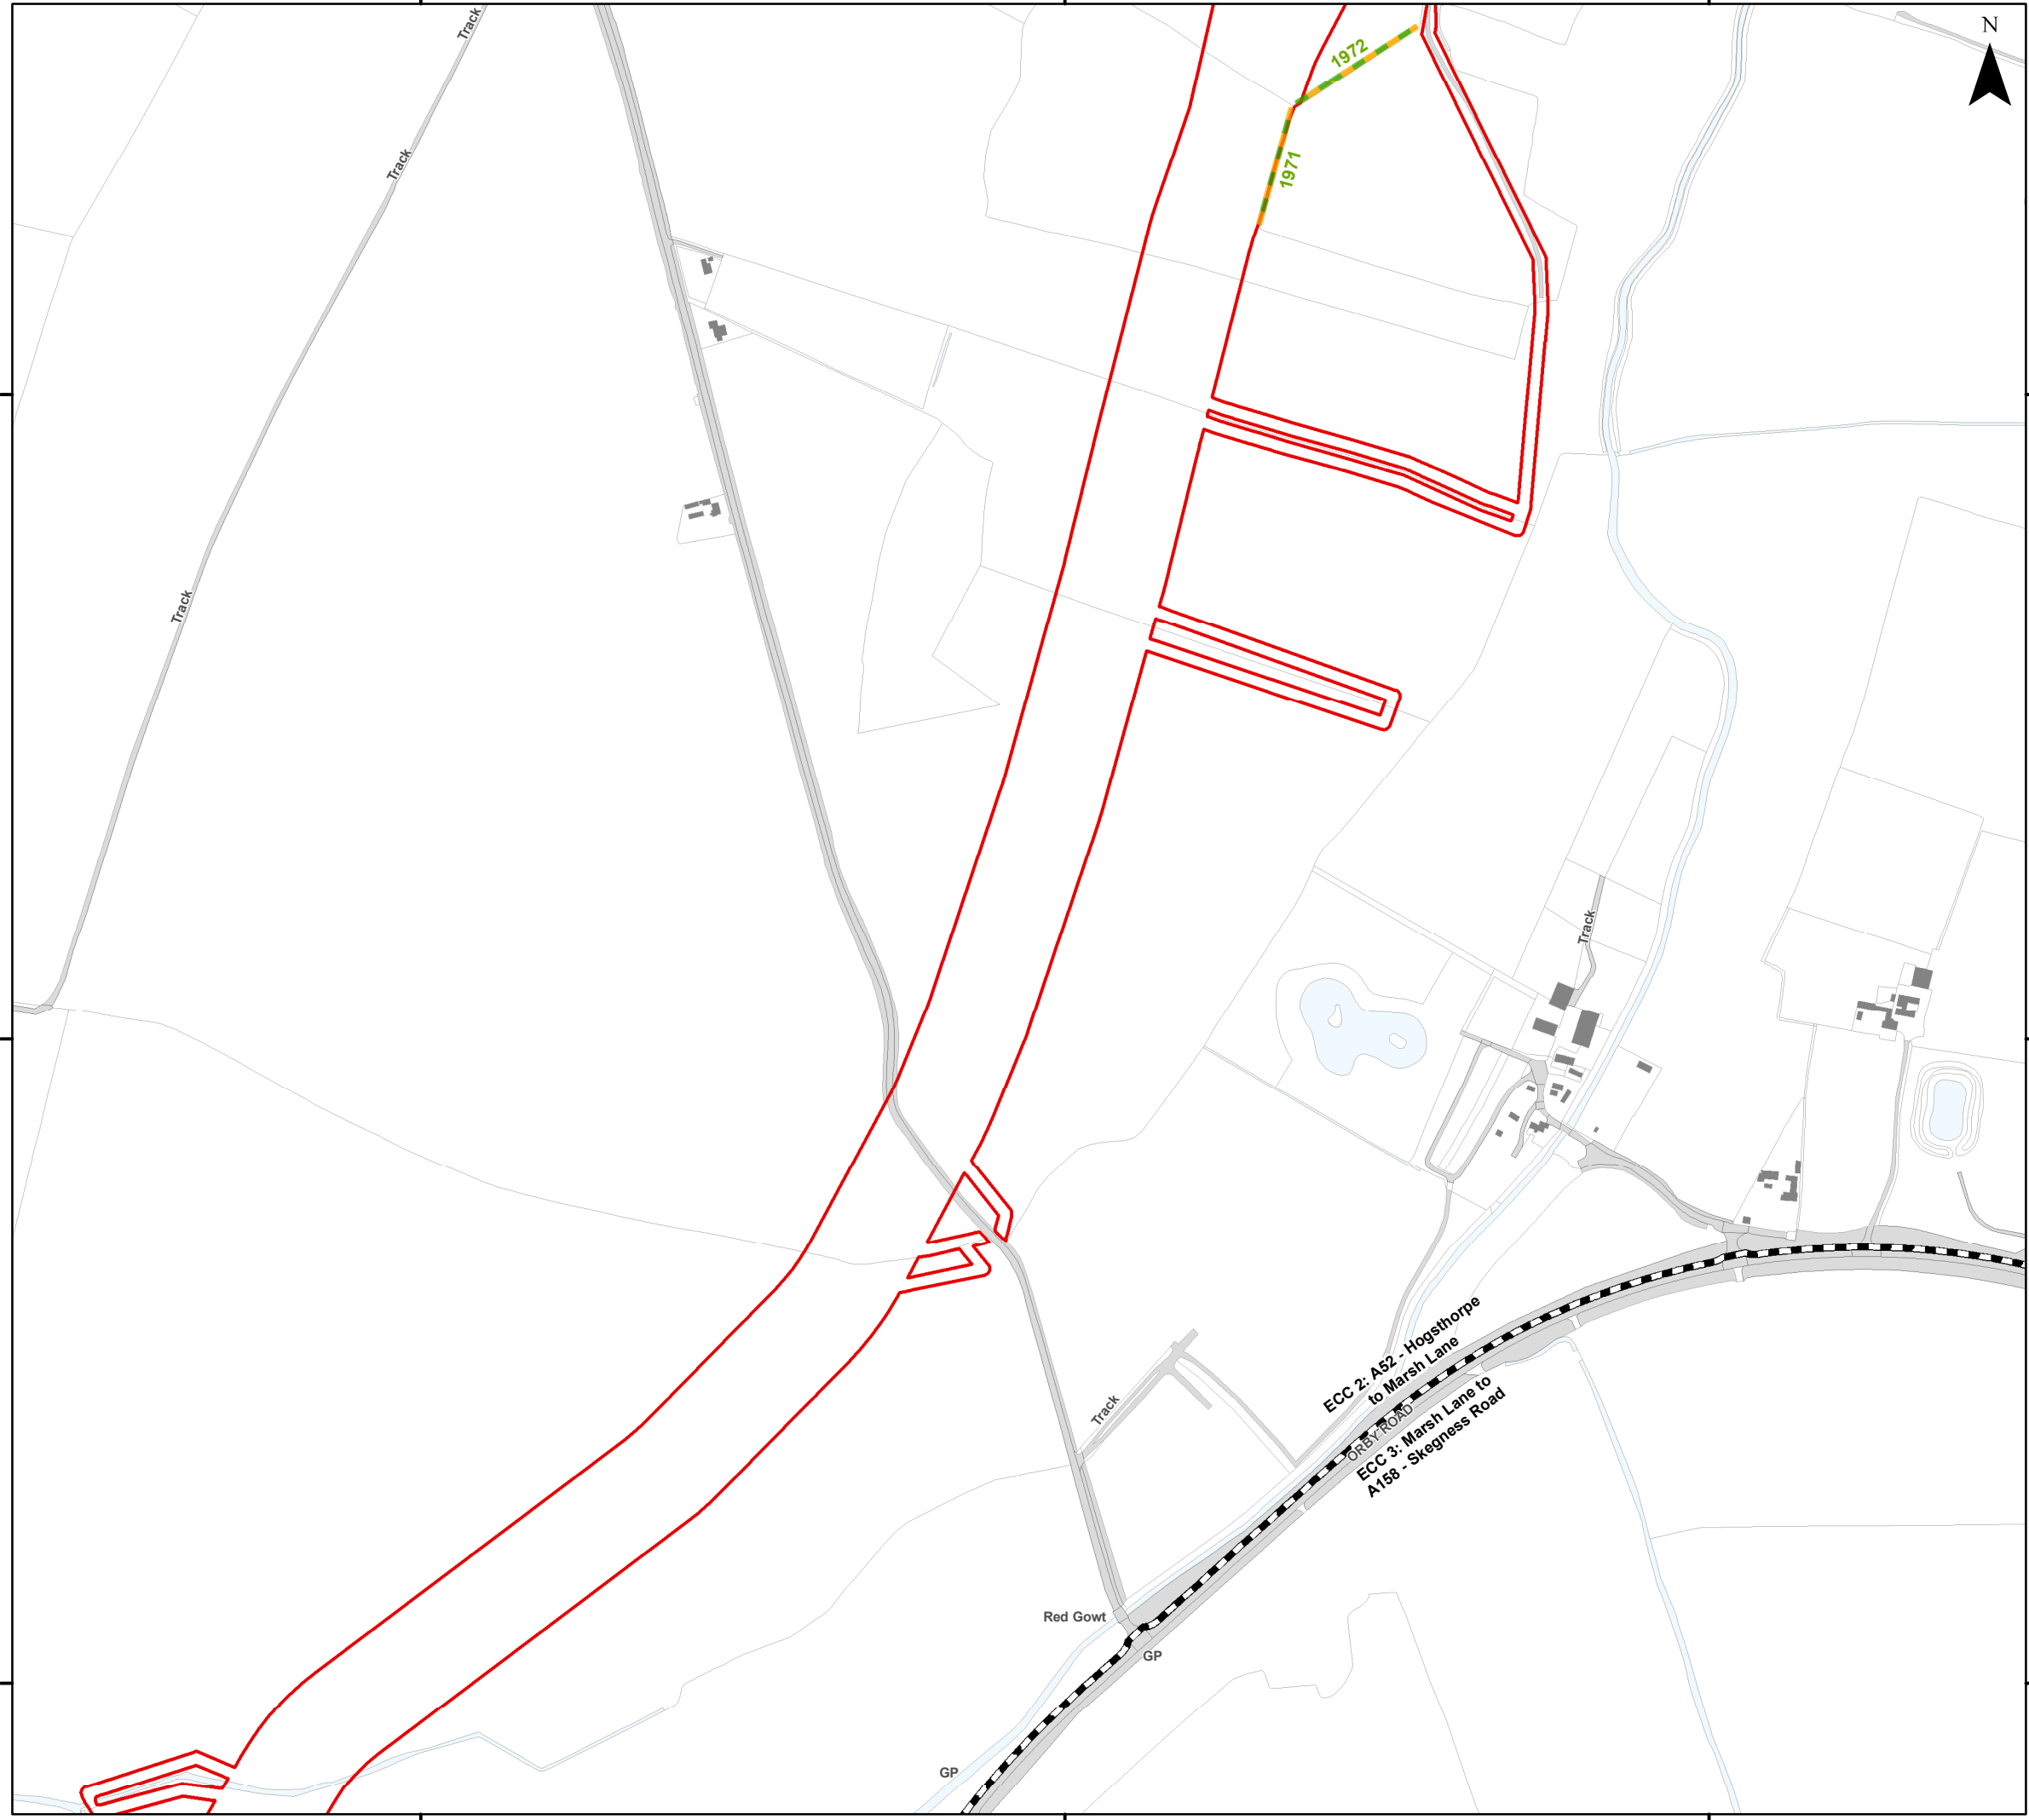 Track
N
1972
Track
1971
Track
Track
ECC 2: A52 - Hogsthorpe
to Marsh Lane
Track
ORBY ROAD
ECC 3: Marsh Lane to
A158 - Skegness Road
Red Gowt
GP
GP